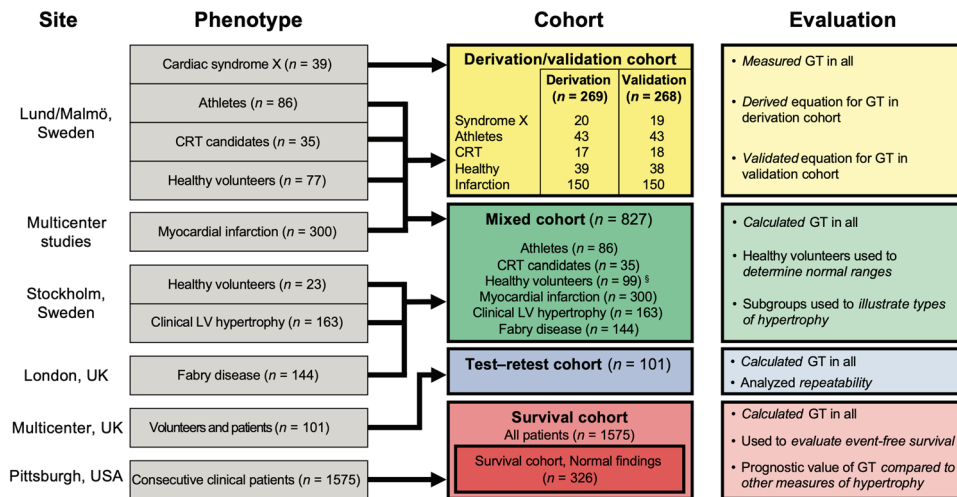 Site
Phenotype
Cohort
Evaluation
Lund/Malmö,
Sweden
Multicenter
studies
Stockholm,
Sweden
London, UK
Multicenter, UK
Pittsburgh, USA
Cardiac syndrome X (n = 39)
Athletes (n = 86)
CRT candidates (n = 35)
Healthy volunteers (n = 77)
Myocardial infarction (n = 300)
Healthy volunteers (n = 23)
Clinical LV hypertrophy (n = 163)
Fabry disease (n = 144)
Volunteers and patients (n = 101)
Consecutive clinical patients (n = 1575)
Derivation/validation cohort
Derivation Validation
(n = 269) (n = 268)
Syndrome X 20 19
Athletes 43 43
CRT 17 18
Healthy 39 38
Infarction 150 150
Mixed cohort (n = 827)
Athletes (n = 86)
CRT candidates (n = 35)
Healthy volunteers (n = 99) §
Myocardial infarction (n = 300)
Clinical LV hypertrophy (n = 163)
Fabry disease (n = 144)
Test–retest cohort (n = 101)
Survival cohort
All patients (n = 1575)
Survival cohort, Normal findings
(n = 326)
• Measured GT in all
• Derived equation for GT in
derivation cohort
• Validated equation for GT in
validation cohort
• Calculated GT in all
• Healthy volunteers used to
determine normal ranges
• Subgroups used to illustrate types
of hypertrophy
• Calculated GT in all
• Analyzed repeatability
• Calculated GT in all
• Used to evaluate event-free survival
• Prognostic value of GT compared to
other measures of hypertrophy